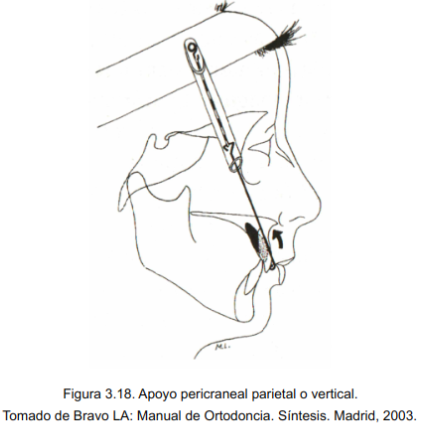 M.L.
Figura 3.18. Apoyo pericraneal parietal o vertical.
Tomado de Bravo LA: Manual de Ortodoncia. Síntesis. Madrid, 2003.